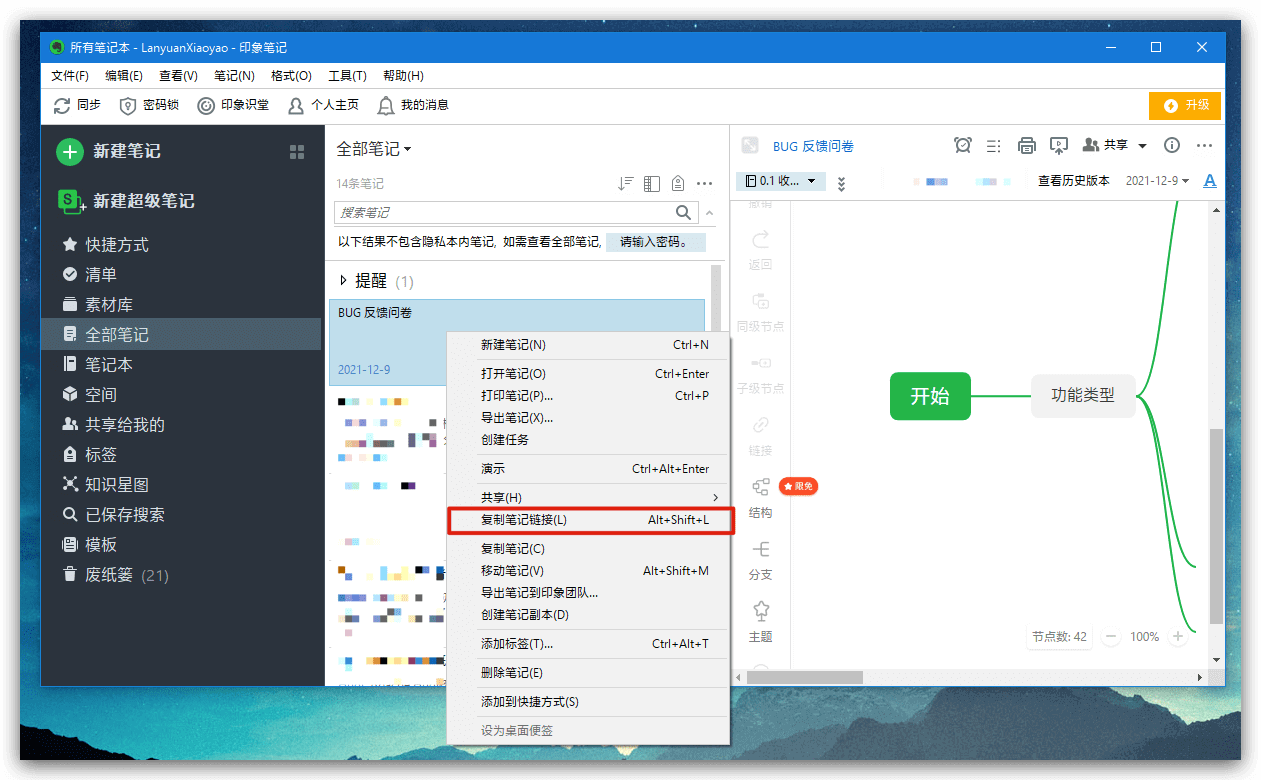 所有笔记本 - LanyuanXiaoyao - 印象笔记
文件(F) 编辑(E) 查看(V) 笔记(N) 格式(O) 工具(T) 帮助(H)
同步 密码锁 印象识堂 个人主页 我的消息 升级
新建笔记
新建超级笔记
快捷方式
清单
素材库
全部笔记
笔记本
空间
共享给我的
标签
知识星图
已保存搜索
模板
废纸篓 (21)
全部笔记
14条笔记
搜索笔记
以下结果不包含隐私本内笔记, 如需查看全部笔记, 请输入密码。
提醒 (1)
BUG 反馈问卷
2021-12-9
新建笔记(N) Ctrl+N
打开笔记(O) Ctrl+Enter
打印笔记(P)... Ctrl+P
导出笔记(X)...
创建任务
演示 Ctrl+Alt+Enter
共享(H)
复制笔记链接(L) Alt+Shift+L
复制笔记(C)
移动笔记(V) Alt+Shift+M
导出笔记到印象团队...
创建笔记副本(D)
添加标签(T)... Ctrl+Alt+T
删除笔记(E)
添加到快捷方式(S)
设为桌面便签
BUG 反馈问卷 共享
0.1 收... 查看历史版本 2021-12-9 A
撤销
返回
同级节点
子级节点
链接
限免
结构
分支
主题
开始
功能类型
节点数: 42 100%